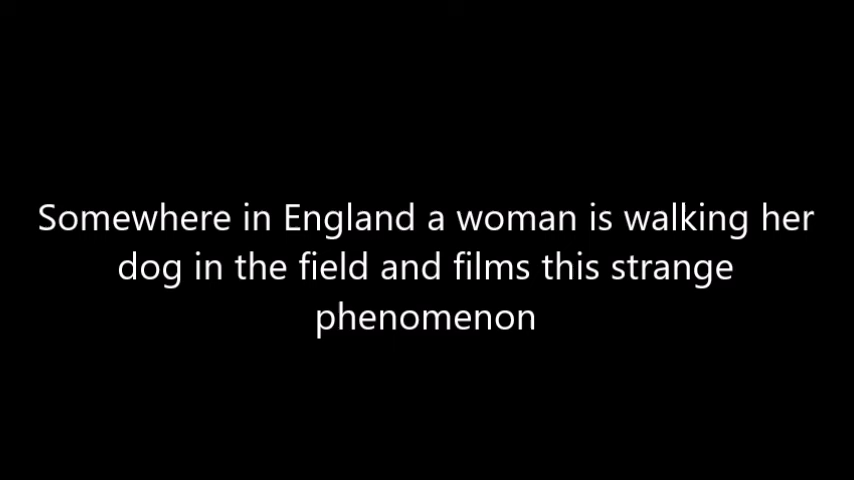 Somewhere in England a woman is walking her
dog in the field and films this strange
phenomenon